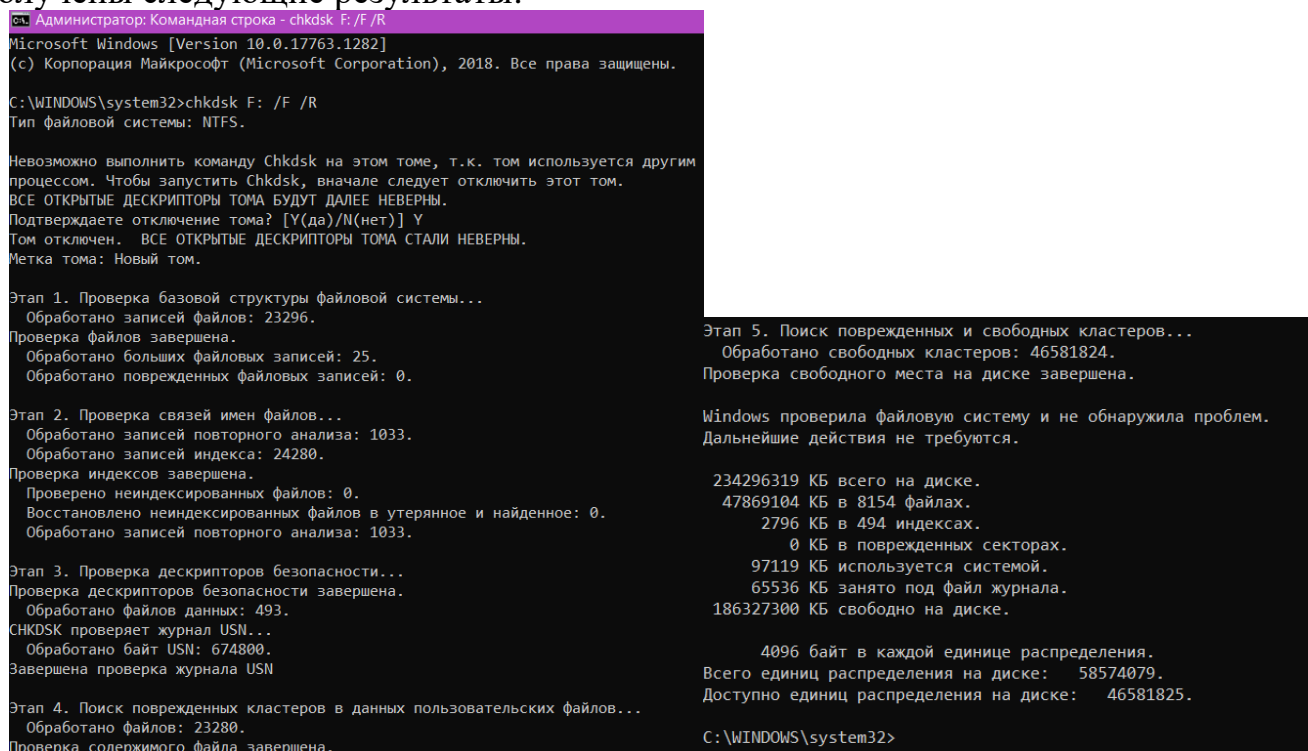 олучены следующие результаты:
Администратор: Командная строка - chkdsk F: /F /R
Microsoft Windows [Version 10.0.17763.1282]
(c) Корпорация Майкрософт (Microsoft Corporation), 2018. Все права защищены.
C:\WINDOWS\system32>chkdsk F: /F /R
Тип файловой системы: NTFS.
Невозможно выполнить команду Chkdsk на этом томе, т.к. том используется другим
процессом. Чтобы запустить Chkdsk, вначале следует отключить этот том.
ВСЕ ОТКРЫТЫЕ ДЕСКРИПТОРЫ ТОМА БУДУТ ДАЛЕЕ НЕВЕРНЫ.
Подтверждаете отключение тома? [Y(да)/N(нет)] Y
Том отключен.  ВСЕ ОТКРЫТЫЕ ДЕСКРИПТОРЫ ТОМА СТАЛИ НЕВЕРНЫ.
Метка тома: Новый том.
Этап 1. Проверка базовой структуры файловой системы...
Обработано записей файлов: 23296.
Проверка файлов завершена.
Обработано больших файловых записей: 25.
Обработано поврежденных файловых записей: 0.
Этап 2. Проверка связей имен файлов...
Обработано записей повторного анализа: 1033.
Обработано записей индекса: 24280.
Проверка индексов завершена.
Проверено неиндексированных файлов: 0.
Восстановлено неиндексированных файлов в утерянное и найденное: 0.
Обработано записей повторного анализа: 1033.
Этап 3. Проверка дескрипторов безопасности...
Проверка дескрипторов безопасности завершена.
Обработано файлов данных: 493.
CHKDSK проверяет журнал USN...
Обработано байт USN: 674800.
Завершена проверка журнала USN
Этап 4. Поиск поврежденных кластеров в данных пользовательских файлов...
Обработано файлов: 23280.
Проверка содержимого файла завершена.
Этап 5. Поиск поврежденных и свободных кластеров...
Обработано свободных кластеров: 46581824.
Проверка свободного места на диске завершена.
Windows проверила файловую систему и не обнаружила проблем.
Дальнейшие действия не требуются.
234296319 КБ всего на диске.
47869104 КБ в 8154 файлах.
2796 КБ в 494 индексах.
0 КБ в поврежденных секторах.
97119 КБ используется системой.
65536 КБ занято под файл журнала.
186327300 КБ свободно на диске.
4096 байт в каждой единице распределения.
Всего единиц распределения на диске:   58574079.
Доступно единиц распределения на диске:   46581825.
C:\WINDOWS\system32>